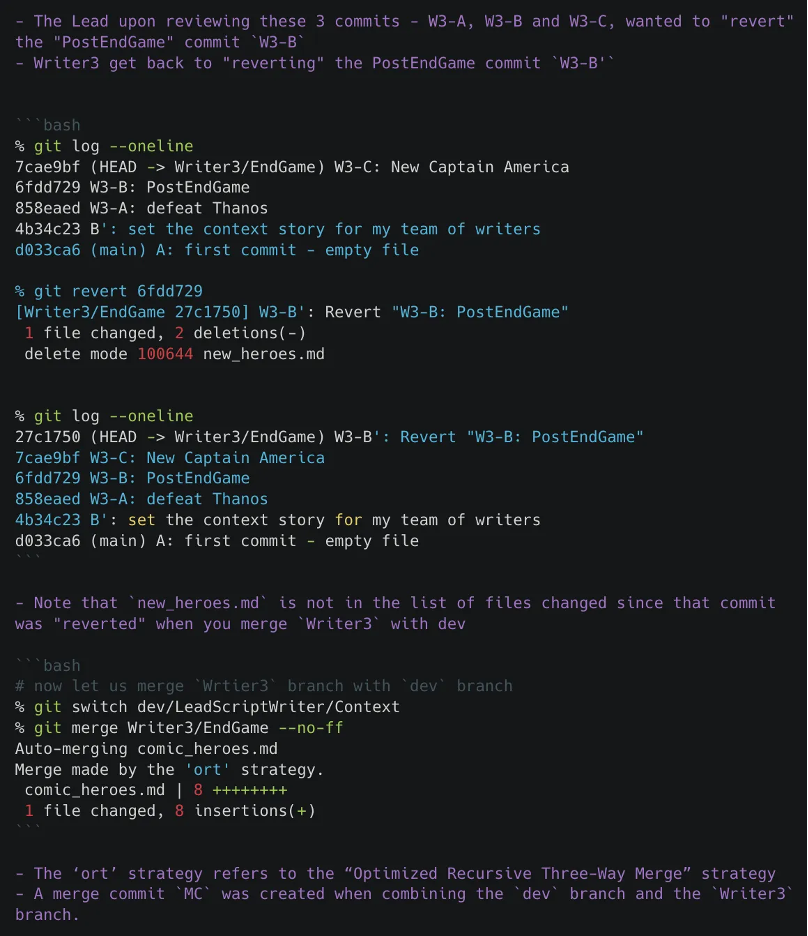 - The Lead upon reviewing these 3 commits - W3-A, W3-B and W3-C, wanted to "revert"
the "PostEndGame" commit `W3-B`
- Writer3 get back to "reverting" the PostEndGame commit `W3-B'`
```bash
% git log --oneline
7cae9bf (HEAD -> Writer3/EndGame) W3-C: New Captain America
6fdd729 W3-B: PostEndGame
858eaed W3-A: defeat Thanos
4b34c23 B': set the context story for my team of writers
d033ca6 (main) A: first commit - empty file
% git revert 6fdd729
[Writer3/EndGame 27c1750] W3-B': Revert "W3-B: PostEndGame"
1 file changed, 2 deletions(-)
delete mode 100644 new_heroes.md
% git log --oneline
27c1750 (HEAD -> Writer3/EndGame) W3-B': Revert "W3-B: PostEndGame"
7cae9bf W3-C: New Captain America
6fdd729 W3-B: PostEndGame
858eaed W3-A: defeat Thanos
4b34c23 B': set the context story for my team of writers
d033ca6 (main) A: first commit - empty file
```
- Note that `new_heroes.md` is not in the list of files changed since that commit
was "reverted" when you merge `Writer3` with dev
```bash
# now let us merge `Wrtier3` branch with `dev` branch
% git switch dev/LeadScriptWriter/Context
% git merge Writer3/EndGame --no-ff
Auto-merging comic_heroes.md
Merge made by the 'ort' strategy.
comic_heroes.md | 8 ++++++++
1 file changed, 8 insertions(+)
```
- The ‘ort’ strategy refers to the “Optimized Recursive Three-Way Merge” strategy
- A merge commit `MC` was created when combining the `dev` branch and the `Writer3`
branch.